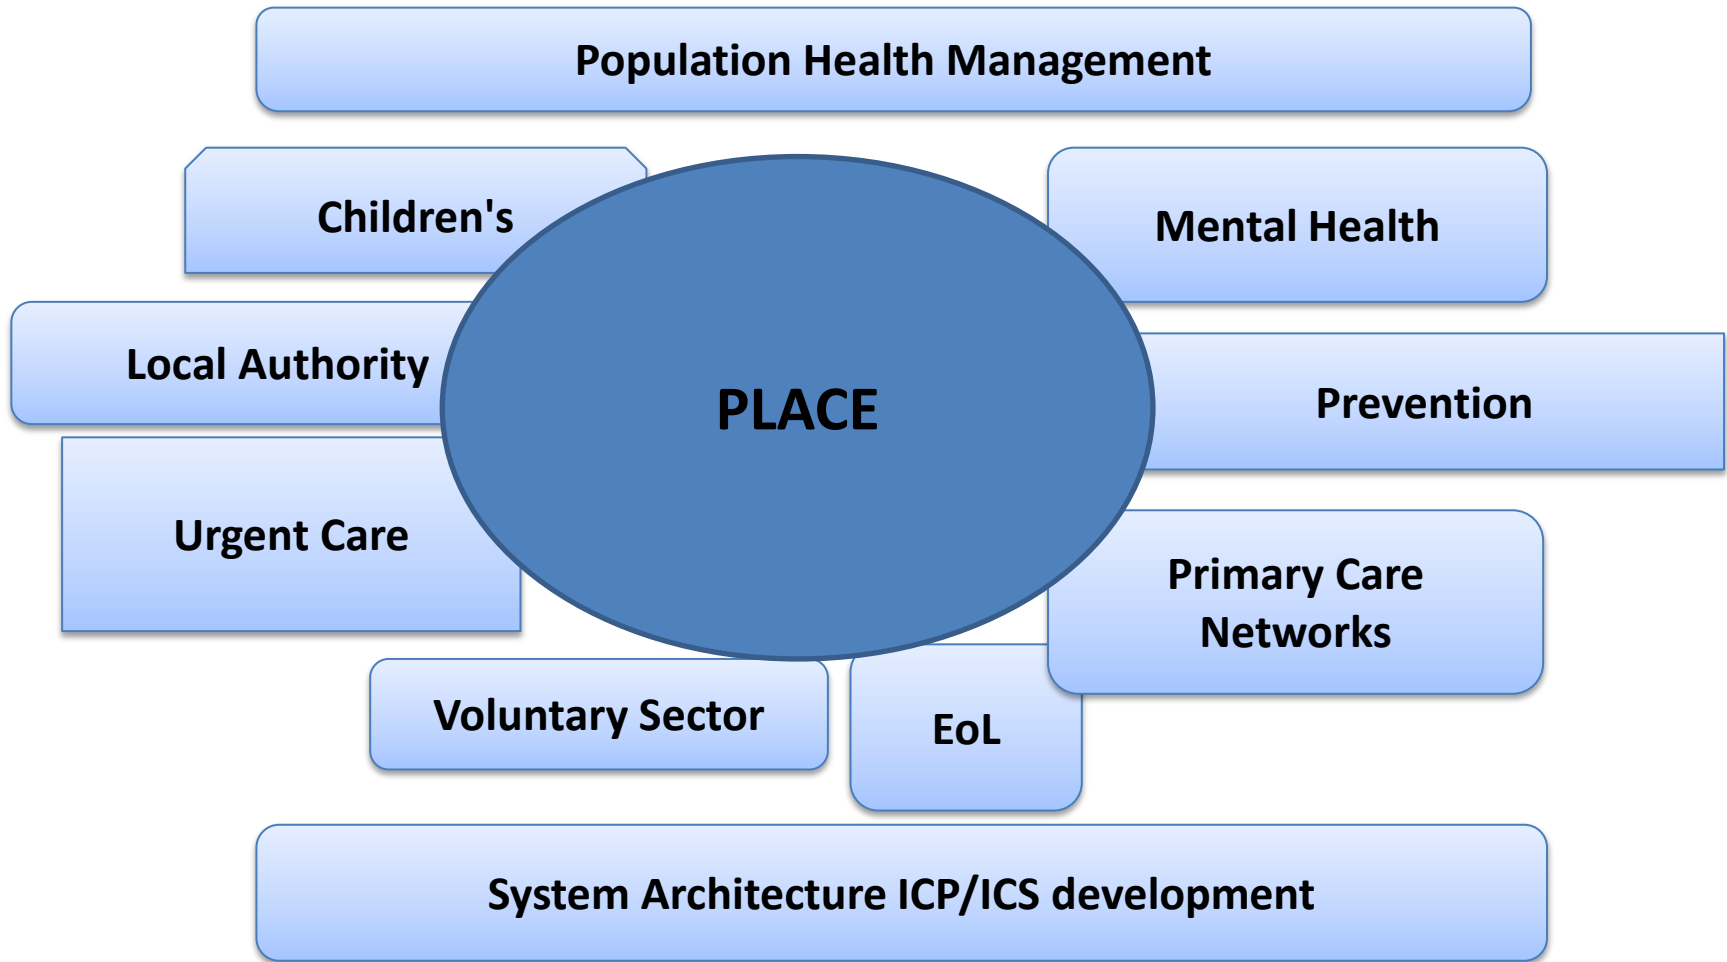 Population Health Management
Children's
Mental Health
Local Authority
PLACE
Prevention
Urgent Care
Primary Care
Networks
Voluntary Sector
EoL
System Architecture ICP/ICS development